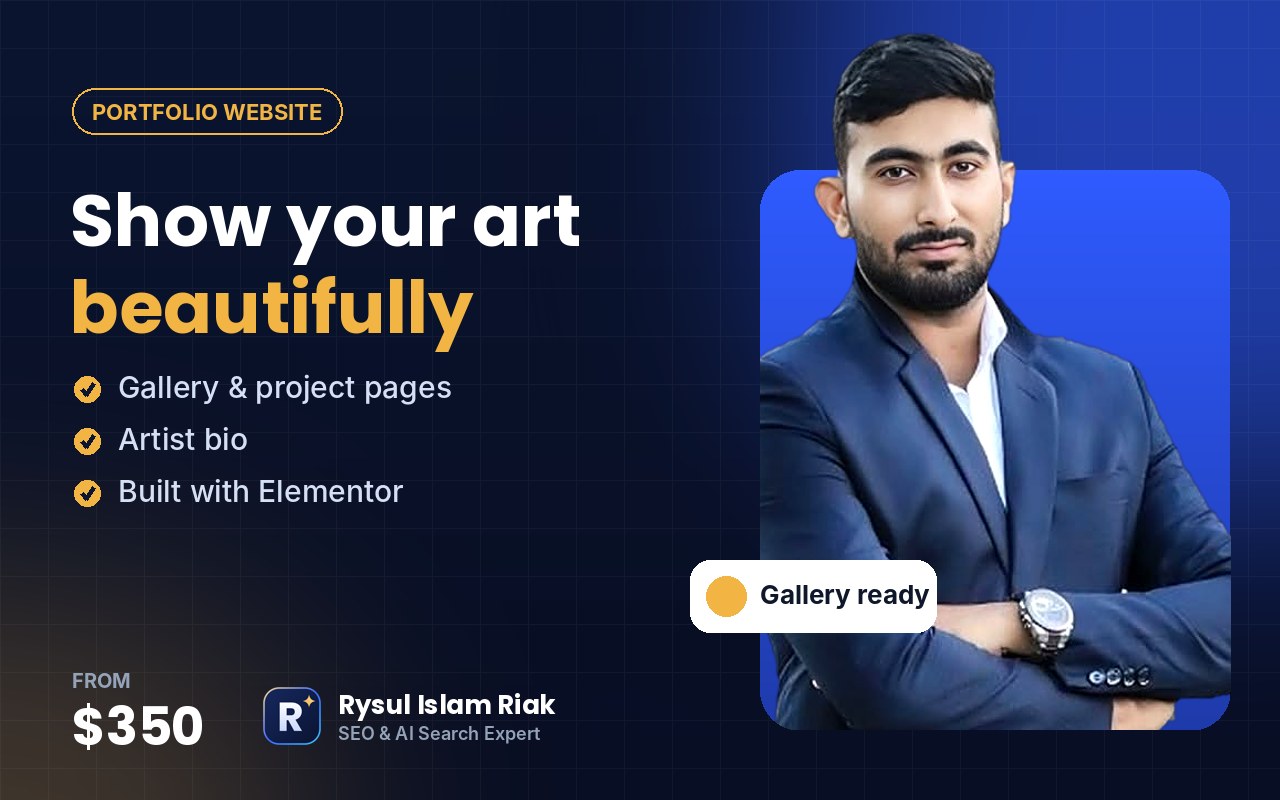 PORTFOLIO WEBSITE
Show your art
beautifully
Gallery & project pages
Artist bio
Built with Elementor
Gallery ready
FROM
$350
R
Rysul Islam Riak
SEO & AI Search Expert